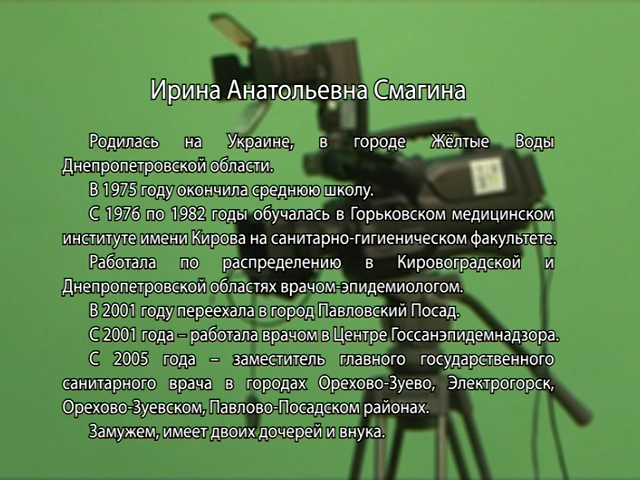 Ирина Анатольевна Смагина
Родилась на Украине, в городе Жёлтые Воды
Днепропетровской области.
В 1975 году окончила среднюю школу.
С 1976 по 1982 годы обучалась в Горьковском медицинском
институте имени Кирова на санитарно-гигиеническом факультете.
Работала по распределению в Кировоградской и
Днепропетровской областях врачом-эпидемиологом.
В 2001 году переехала в город Павловский Посад.
С 2001 года – работала врачом в Центре Госсанэпидемнадзора.
С 2005 года – заместитель главного государственного
санитарного врача в городах Орехово-Зуево, Электрогорск,
Орехово-Зуевском, Павлово-Посадском районах.
Замужем, имеет двоих дочерей и внука.